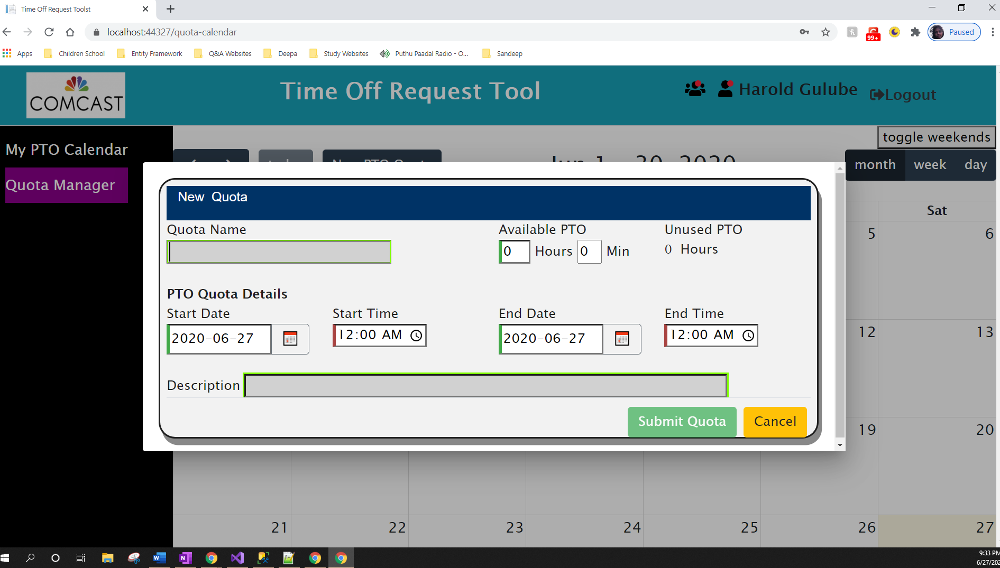 Time Off Request Toolst
localhost:44327/quota-calendar
99+
Paused
Apps
Children School
Entity Framework
Q&A Websites
Deepa
Study Websites
Puthu Paadal Radio - O...
Sandeep
COMCAST
Time Off Request Tool
Harold Gulube
Logout
My PTO Calendar
Quota Manager
toggle weekends
month week day
Sat
New Quota
Quota Name
Available PTO
Unused PTO
0 Hours 0 Min
0 Hours
PTO Quota Details
Start Date
Start Time
End Date
End Time
2020-06-27
12:00 AM
2020-06-27
12:00 AM
Description
Submit Quota
Cancel
5
6
12
13
19
20
21
22
23
24
25
26
27
9:33 PM
6/27/202